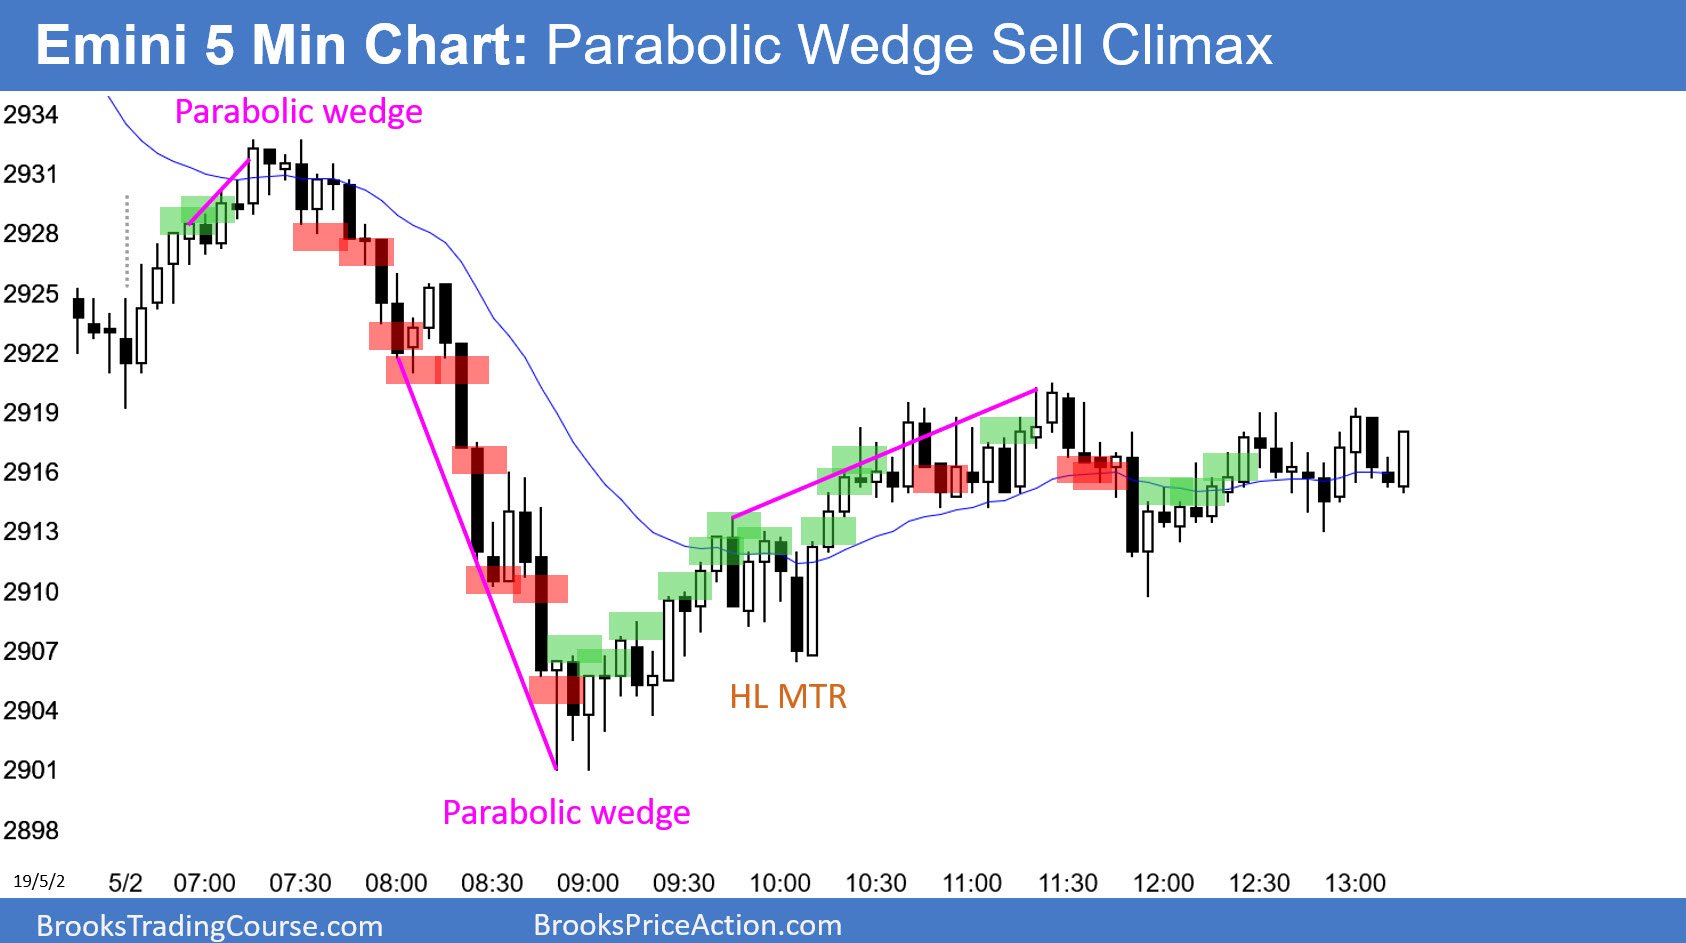 Emini 5 Min Chart: Parabolic Wedge Sell Climax
Parabolic wedge
2934
2931
2928
2925
2922
2919
2916
2913
2910
2907
HL MTR
2904
2901
Parabolic wedge
2898
19/5/2 5/2 07:00 07:30 08:00 08:30 09:00 09:30 10:00 10:30 11:00 11:30 12:00 12:30 13:00
BrooksTradingCourse.com BrooksPriceAction.com